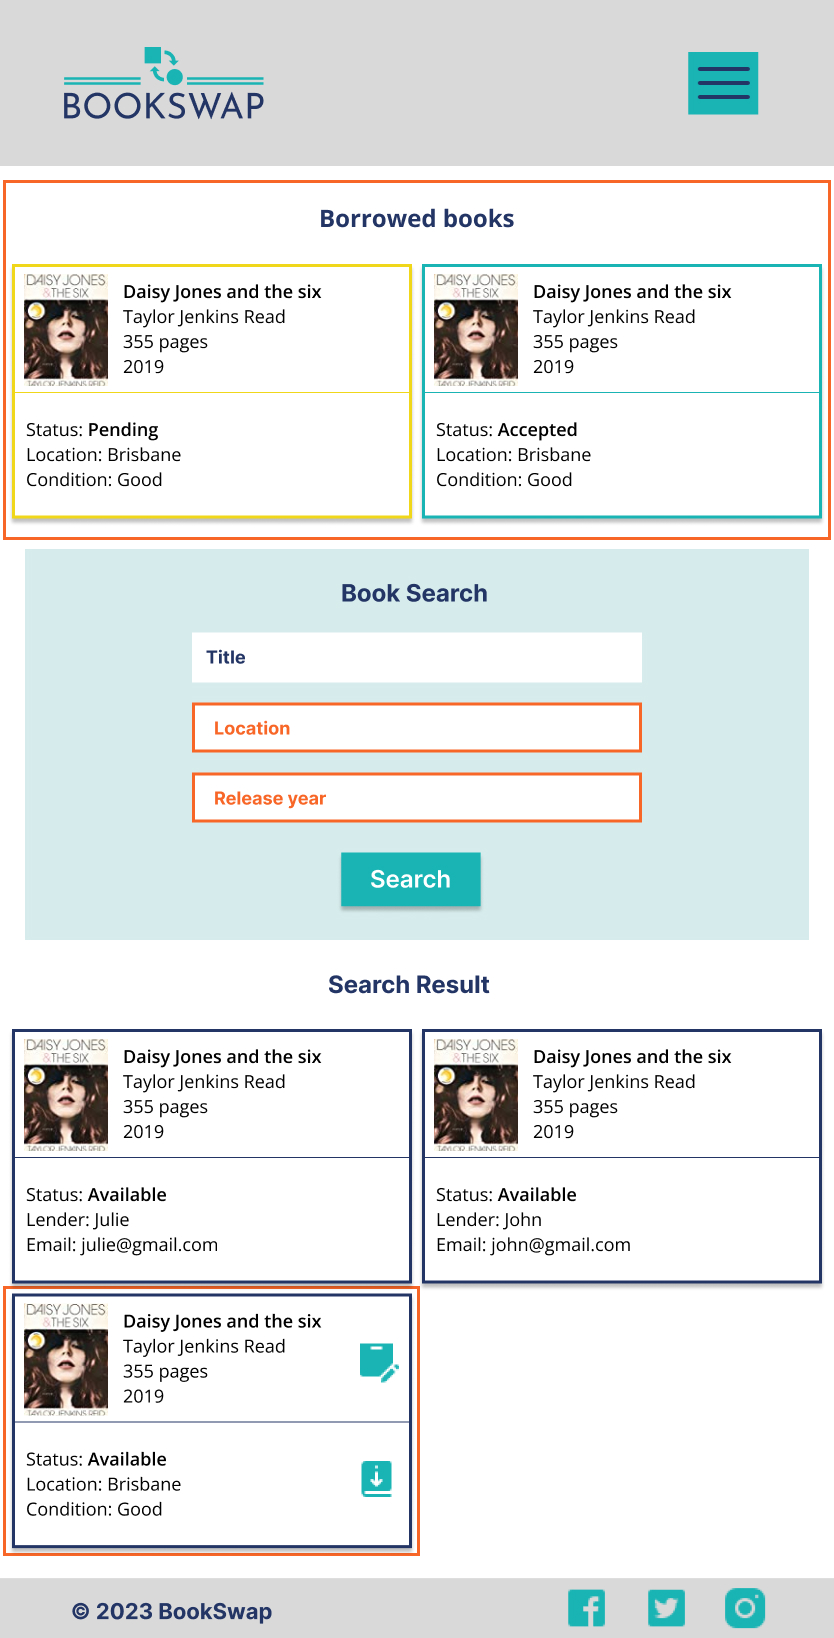 BOOKSWAP
Borrowed books
DAISY JONES
&THE SIX
TAYLOR JENKINS REID
Daisy Jones and the six
Taylor Jenkins Read
355 pages
2019
Status: Pending
Location: Brisbane
Condition: Good
DAISY JONES
&THE SIX
TAYLOR JENKINS REID
Daisy Jones and the six
Taylor Jenkins Read
355 pages
2019
Status: Accepted
Location: Brisbane
Condition: Good
Book Search
Title
Location
Release year
Search
Search Result
DAISY JONES
&THE SIX
TAYLOR JENKINS REID
Daisy Jones and the six
Taylor Jenkins Read
355 pages
2019
Status: Available
Lender: Julie
Email: julie@gmail.com
DAISY JONES
&THE SIX
TAYLOR JENKINS REID
Daisy Jones and the six
Taylor Jenkins Read
355 pages
2019
Status: Available
Lender: John
Email: john@gmail.com
DAISY JONES
&THE SIX
TAYLOR JENKINS REID
Daisy Jones and the six
Taylor Jenkins Read
355 pages
2019
Status: Available
Location: Brisbane
Condition: Good
© 2023 BookSwap